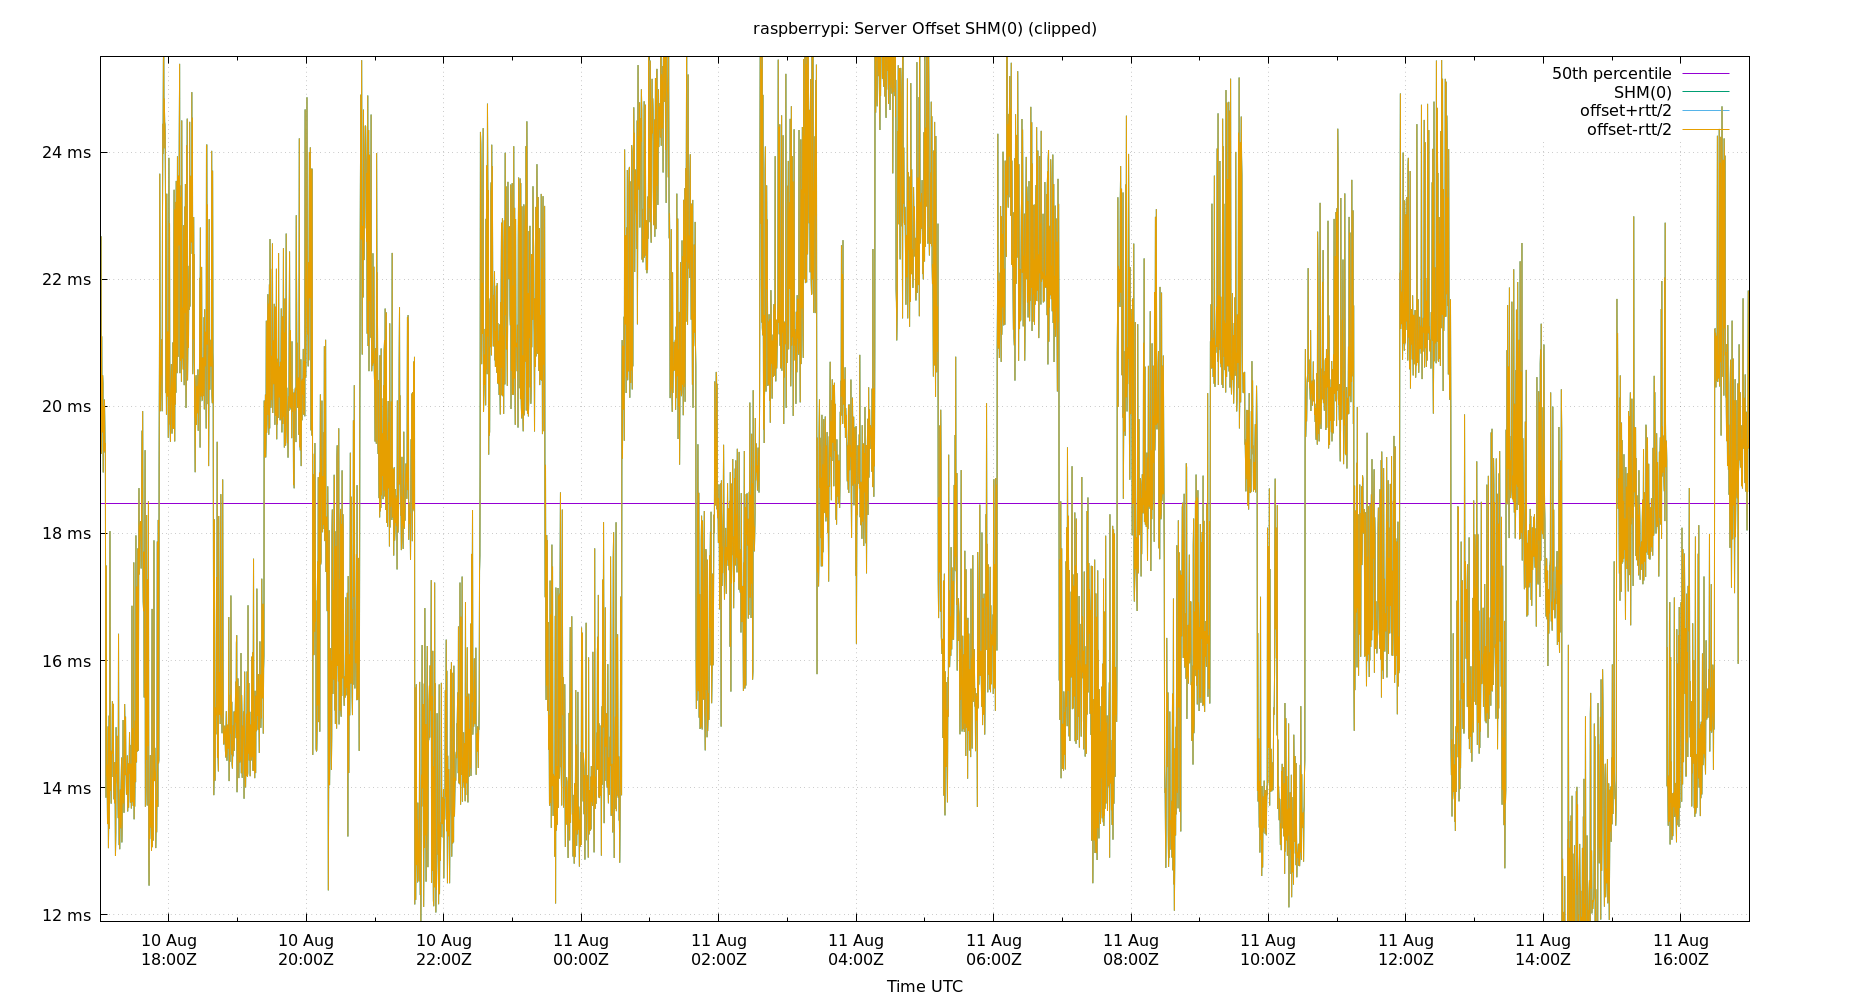 raspberrypi: Server Offset SHM(0) (clipped)
50th percentile
SHM(0)
offset+rtt/2
offset-rtt/2
24 ms
22 ms
20 ms
18 ms
16 ms
14 ms
12 ms
10 Aug 10 Aug 10 Aug 11 Aug 11 Aug 11 Aug 11 Aug 11 Aug 11 Aug 11 Aug 11 Aug 11 Aug
18:00Z 20:00Z 22:00Z 00:00Z 02:00Z 04:00Z 06:00Z 08:00Z 10:00Z 12:00Z 14:00Z 16:00Z
Time UTC